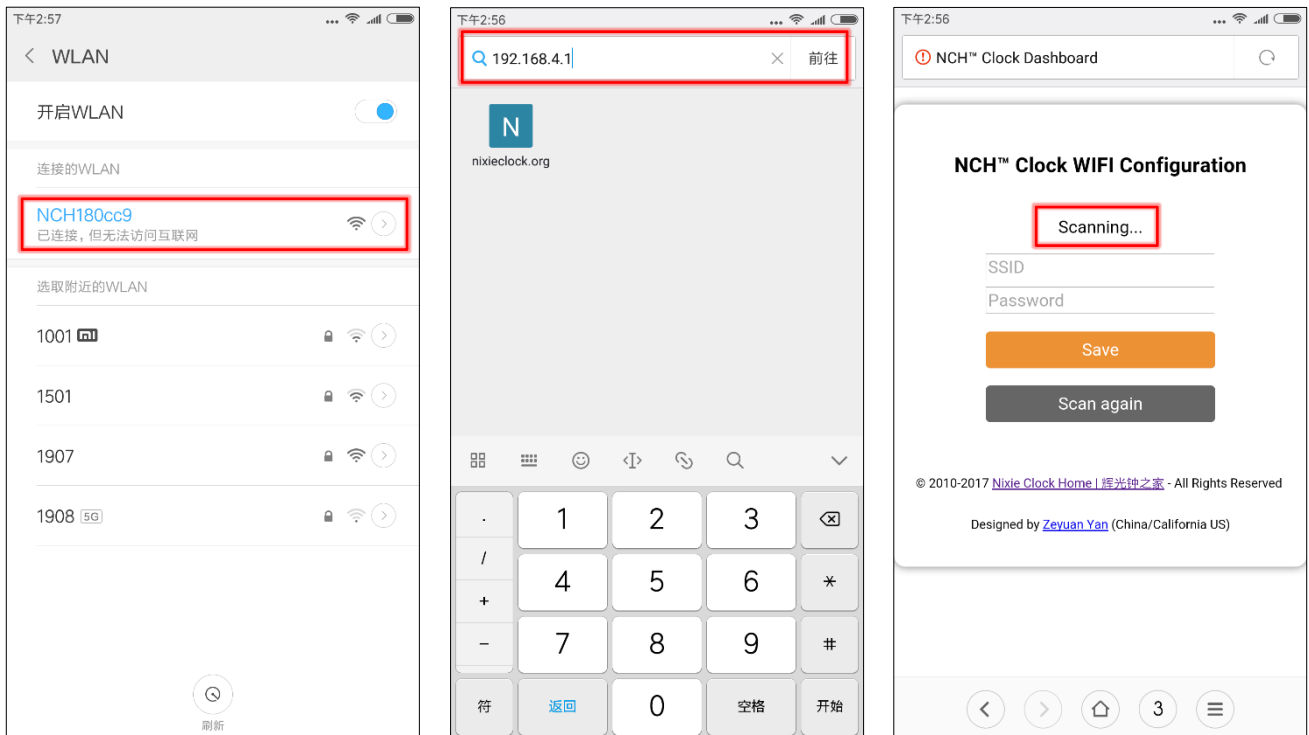 下午2:57
WLAN
开启WLAN
连接的WLAN
NCH180cc9
已连接，但无法访问互联网
选取附近的WLAN
1001
1501
1907
1908 5G
刷新
下午2:56
192.168.4.1 前往
N
nixieclock.org
. 1 2 3
/
4 5 6 *
+
- 7 8 9 #
符 返回 0 空格 开始
下午2:56
NCH™ Clock Dashboard
NCH™ Clock WIFI Configuration
Scanning...
SSID
Password
Save
Scan again
© 2010-2017 Nixie Clock Home | 辉光钟之家 - All Rights Reserved
Designed by Zeyuan Yan (China/California US)
3